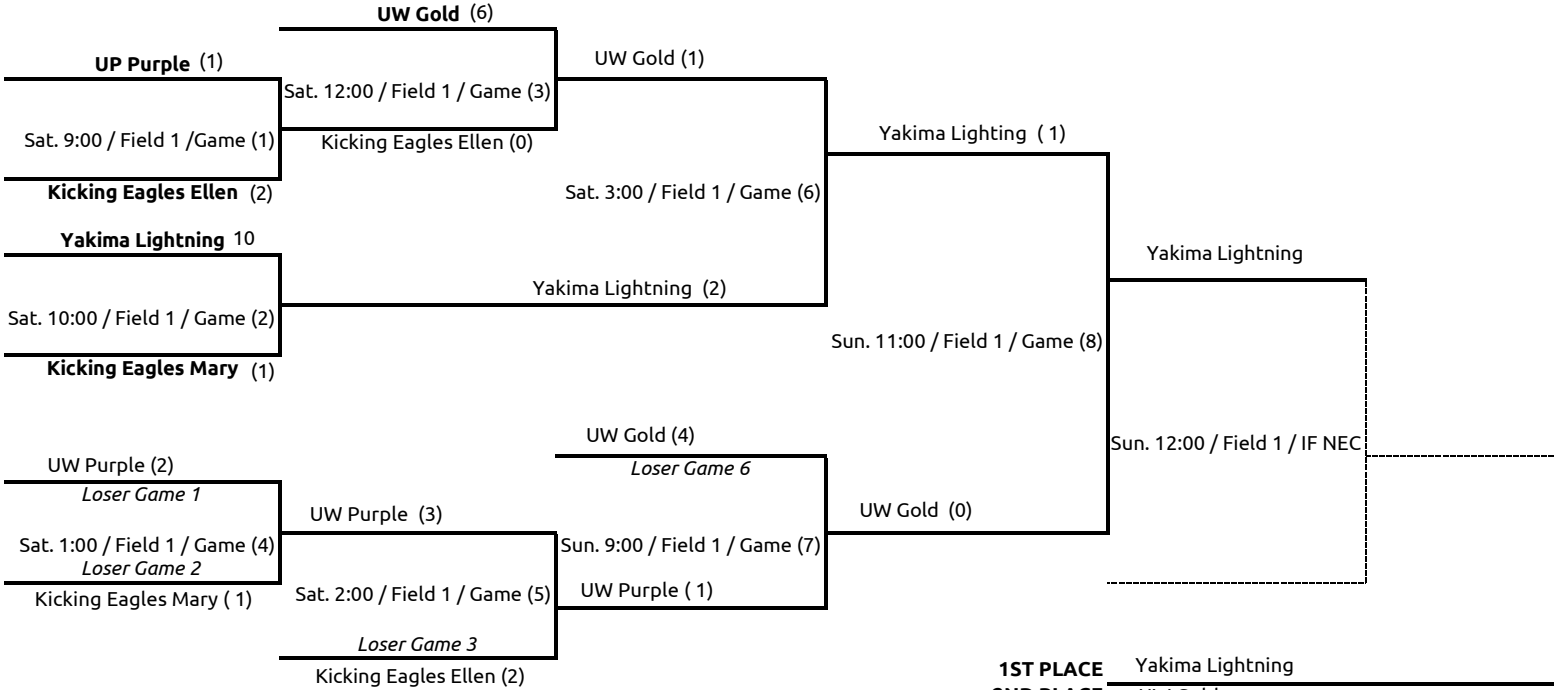 UW Gold (6)
UP Purple (1)
UW Gold (1)
Sat. 12:00 / Field 1 / Game (3)
Sat. 9:00 / Field 1 /Game (1)
Kicking Eagles Ellen (0)
Yakima Lighting ( 1)
Kicking Eagles Ellen (2)
Sat. 3:00 / Field 1 / Game (6)
Yakima Lightning 10
Yakima Lightning
Yakima Lightning (2)
Sat. 10:00 / Field 1 / Game (2)
Sun. 11:00 / Field 1 / Game (8)
Kicking Eagles Mary (1)
UW Gold (4)
Sun. 12:00 / Field 1 / IF NEC
UW Purple (2)
Loser Game 6
Loser Game 1
UW Purple (3)
UW Gold (0)
Sat. 1:00 / Field 1 / Game (4)
Sun. 9:00 / Field 1 / Game (7)
Loser Game 2
Kicking Eagles Mary ( 1)
Sat. 2:00 / Field 1 / Game (5)
UW Purple ( 1)
Loser Game 3
Kicking Eagles Ellen (2)
1ST PLACE Yakima Lightning
2ND PLACE